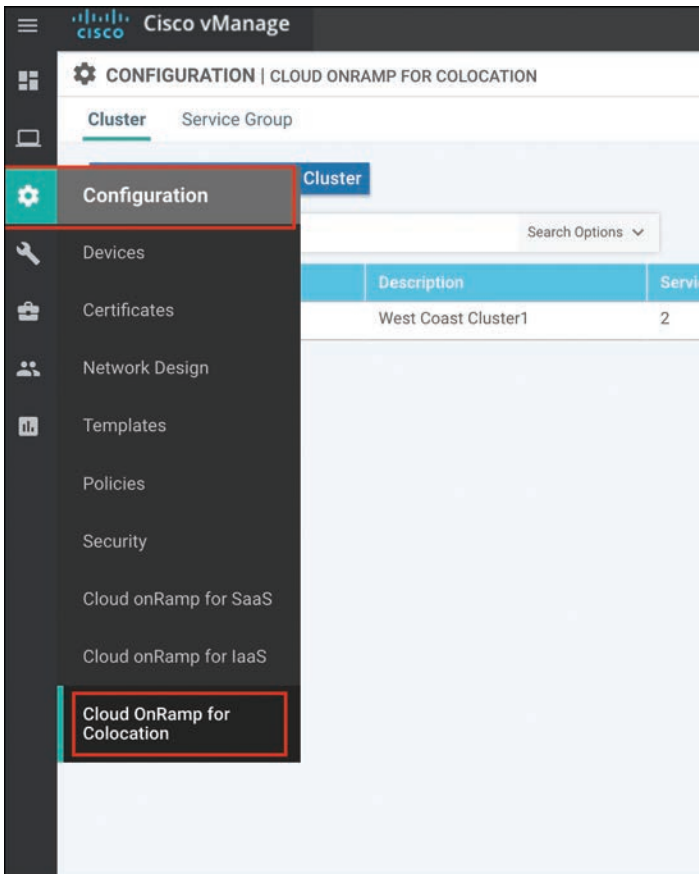 cisco Cisco vManage
CONFIGURATION | CLOUD ONRAMP FOR COLOCATION
Cluster Service Group
Cluster
Configuration
Search Options
Devices
Description
Certificates
West Coast Cluster1 2
Network Design
Templates
Policies
Security
Cloud onRamp for SaaS
Cloud onRamp for IaaS
Cloud OnRamp for
Colocation